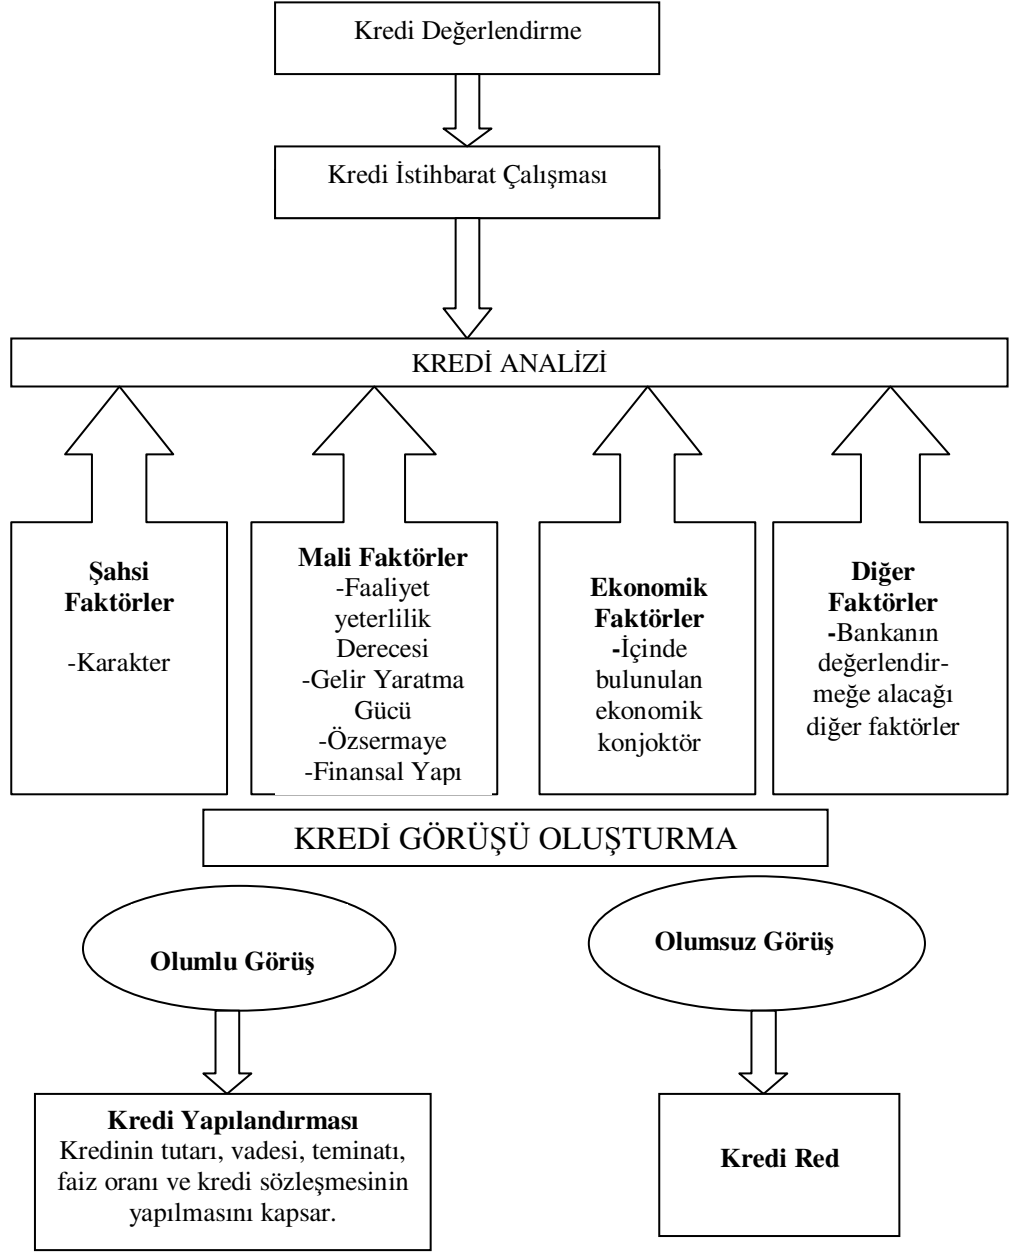 Kredi Değerlendirme
Kredi İstihbarat Çalışması
KREDİ ANALİZİ
Şahsi
Faktörler
-Karakter
Mali Faktörler
-Faaliyet
yeterlilik
Derecesi
-Gelir Yaratma
Gücü
-Özsermaye
-Finansal Yapı
Ekonomik
Faktörler
-İçinde
bulunulan
ekonomik
konjoktör
Diğer
Faktörler
-Bankanın
değerlendir-
meğe alacağı
diğer faktörler
KREDİ GÖRÜŞÜ OLUŞTURMA
Olumlu Görüş
Olumsuz Görüş
Kredi Yapılandırması
Kredinin tutarı, vadesi, teminatı,
faiz oranı ve kredi sözleşmesinin
yapılmasını kapsar.
Kredi Red